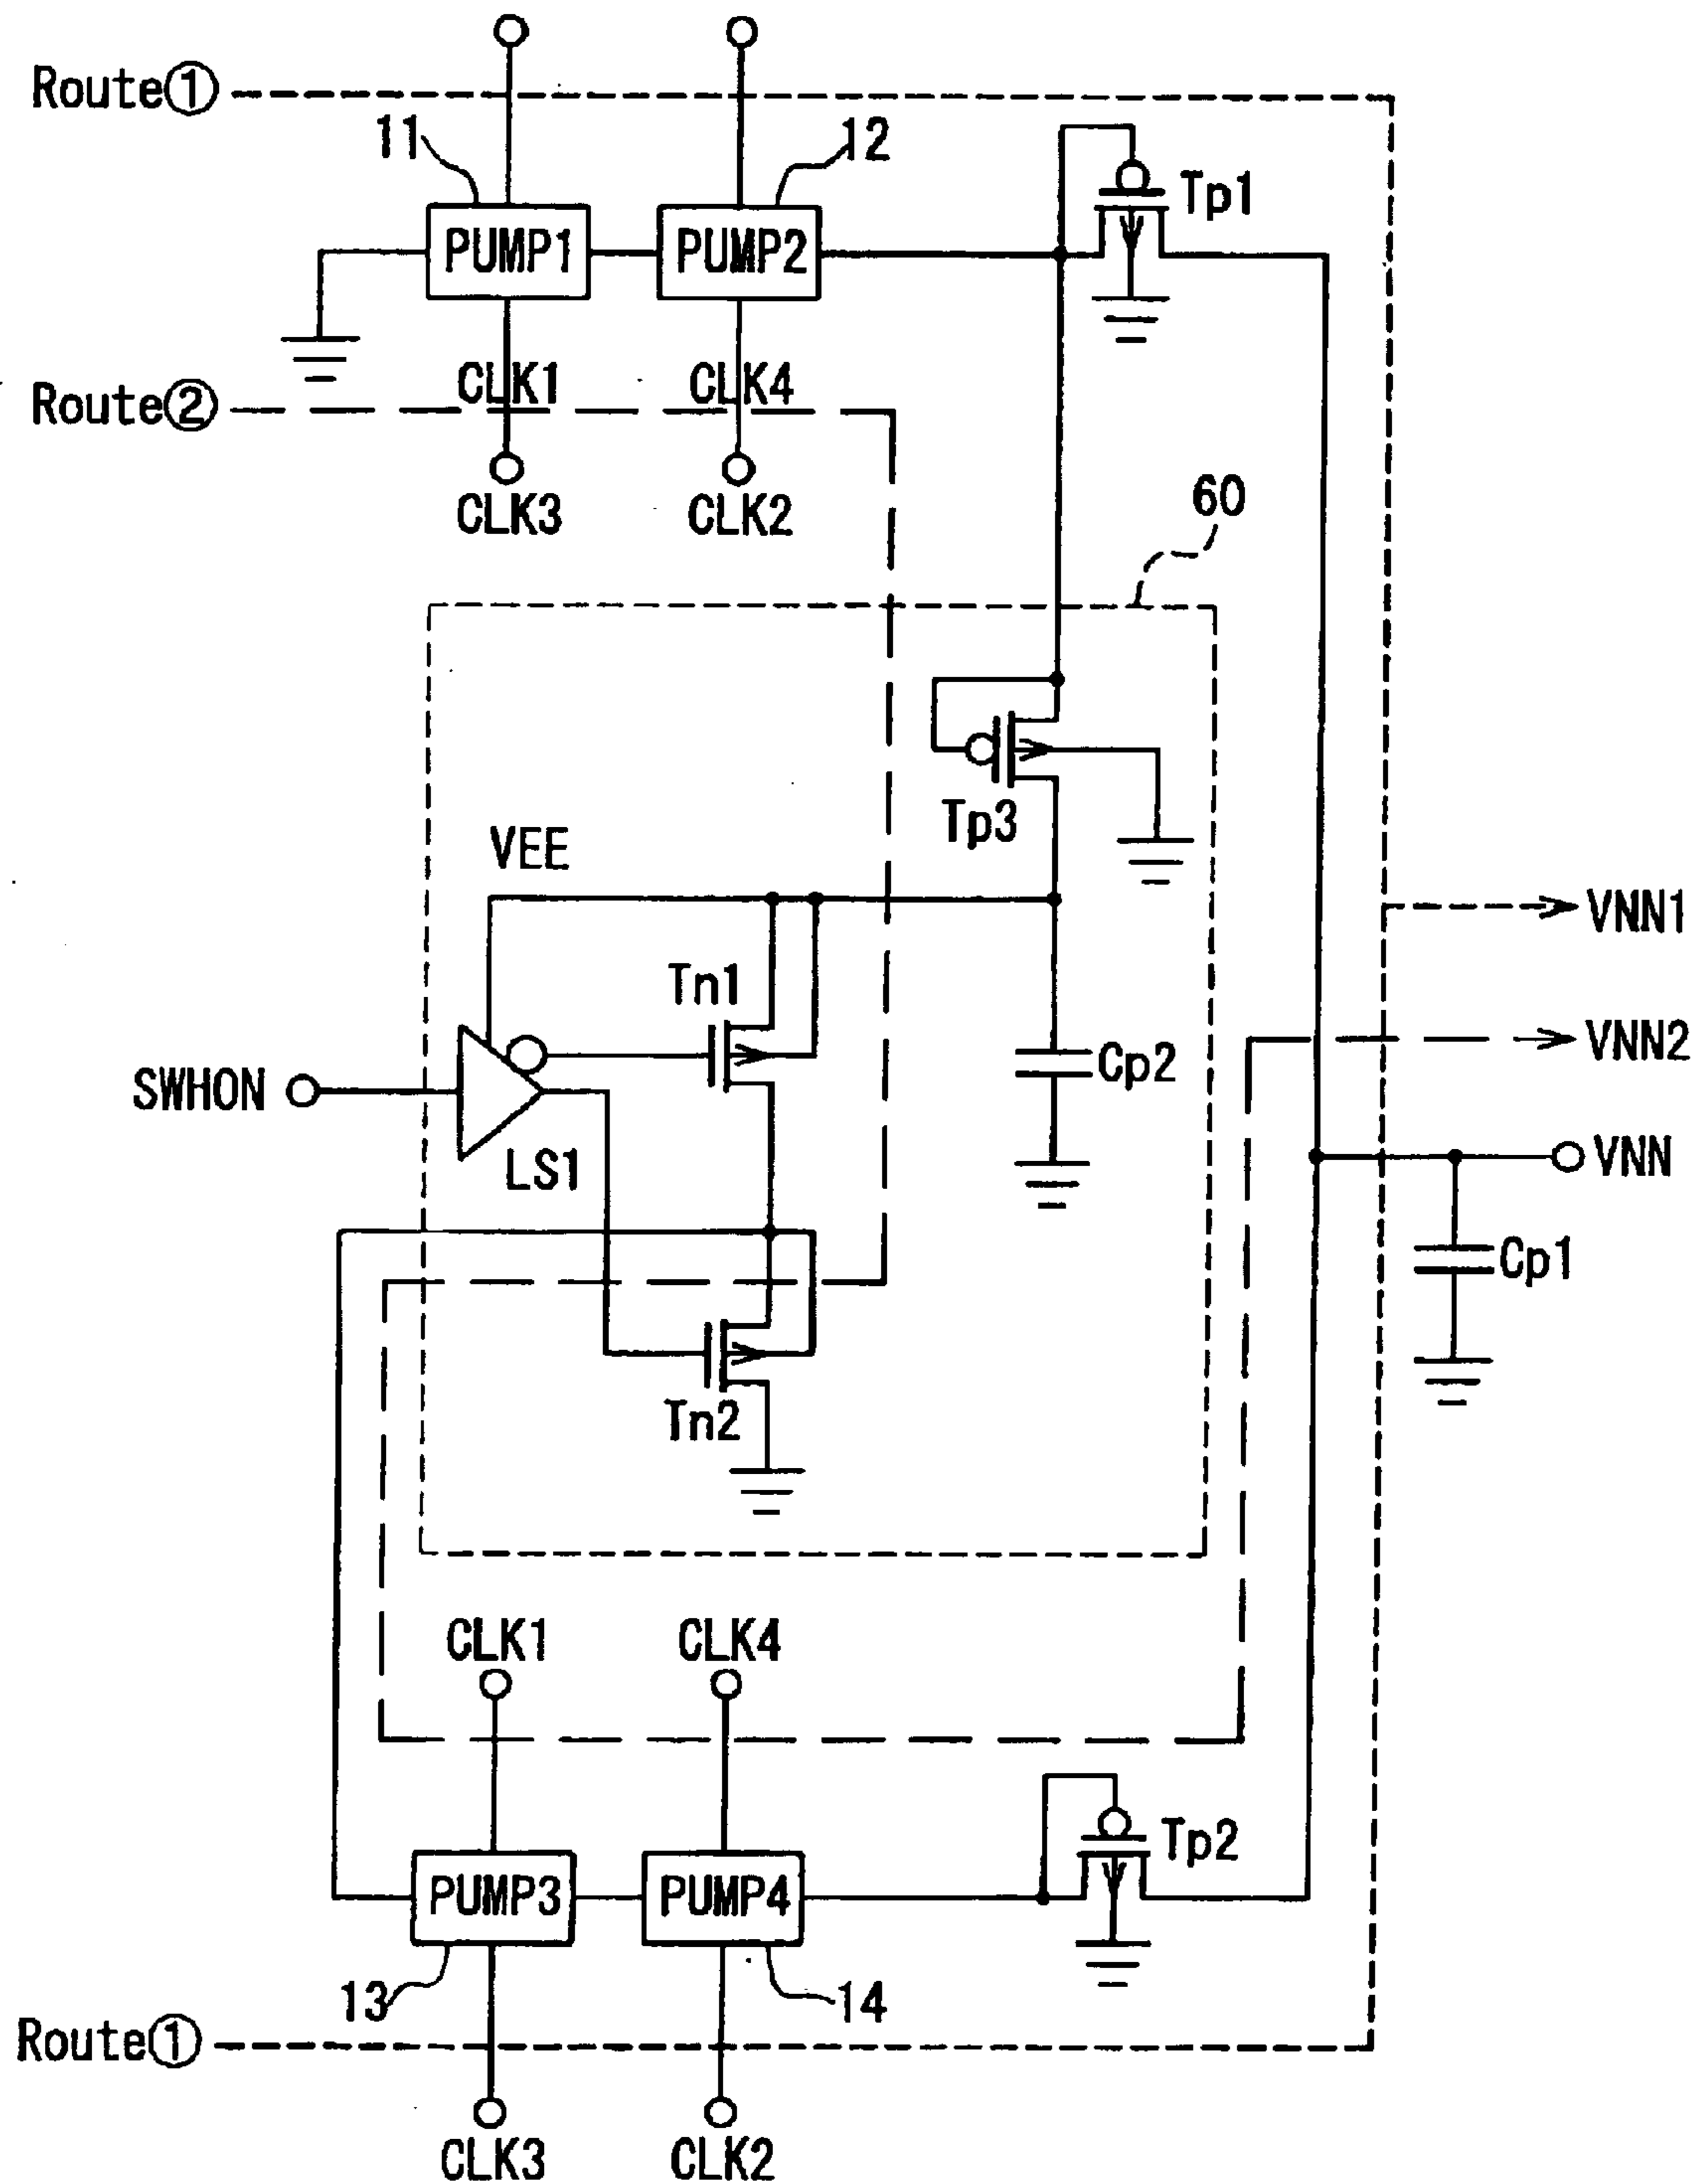 Route①
11
12
Tp1
PUMP1
PUMP2
CLK1
CLK4
Route②
CLK3
CLK2
60
Tp3
VEE
VNN1
Tn1
VNN2
Cp2
SWHON
LS1
VNN
Cp1
Tn2
CLK1
CLK4
Tp2
PUMP3
PUMP4
13
14
Route①
CLK3
CLK2